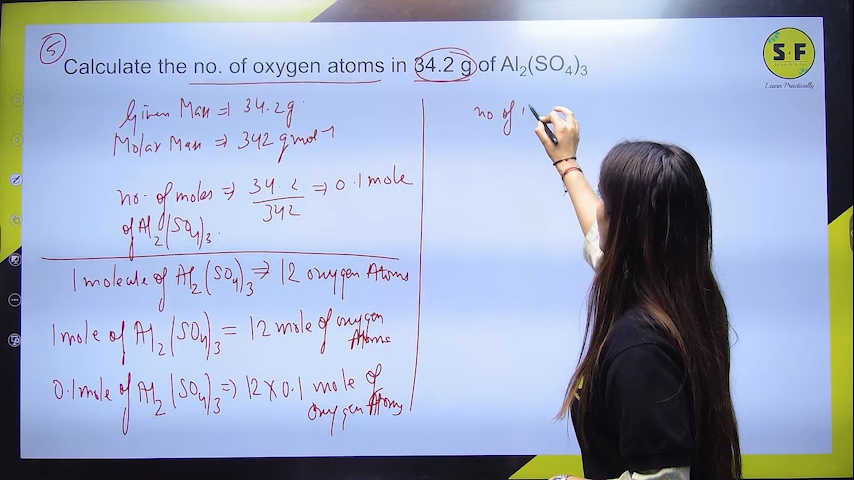 5
Calculate the no. of oxygen atoms in 34.2 g of Al₂(SO₄)₃
S+F
Learn Practically
Given Mass ⇒ 34.2g
Molar Mass ⇒ 342 gmol⁻¹
no. of moles ⇒ 34.2/342 ⇒ 0.1 mole
of Al₂(SO₄)₃.
1 molecule of Al₂(SO₄)₃ ⇒ 12 oxygen Atoms
1 mole of Al₂(SO₄)₃ = 12 mole of oxygen
Atoms
0.1 mole of Al₂(SO₄)₃ ⇒ 12 X 0.1 mole of
oxygen Atoms
no of